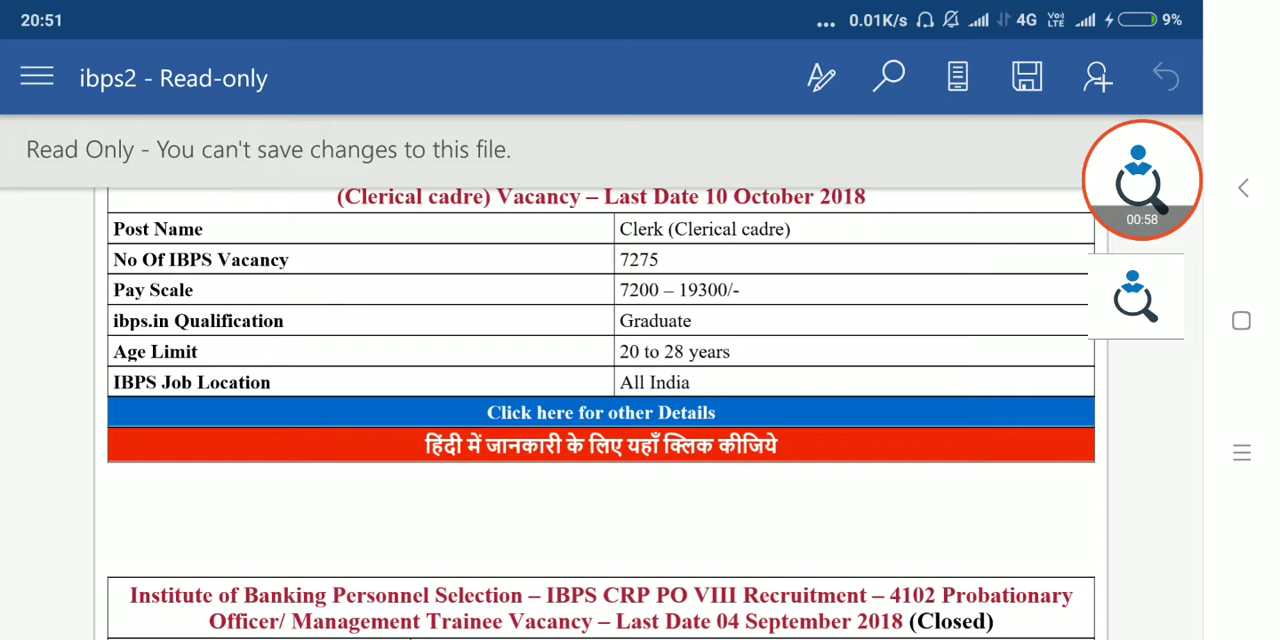 20:51
... 0.01K/s 4G VoJ LTE 9%
ibps2 - Read-only
Read Only - You can't save changes to this file.
00:58
(Clerical cadre) Vacancy – Last Date 10 October 2018
Post Name Clerk (Clerical cadre)
No Of IBPS Vacancy 7275
Pay Scale 7200 – 19300/-
ibps.in Qualification Graduate
Age Limit 20 to 28 years
IBPS Job Location All India
Click here for other Details
हिंदी में जानकारी के लिए यहाँ क्लिक कीजिये
Institute of Banking Personnel Selection – IBPS CRP PO VIII Recruitment – 4102 Probationary
Officer/ Management Trainee Vacancy – Last Date 04 September 2018 (Closed)